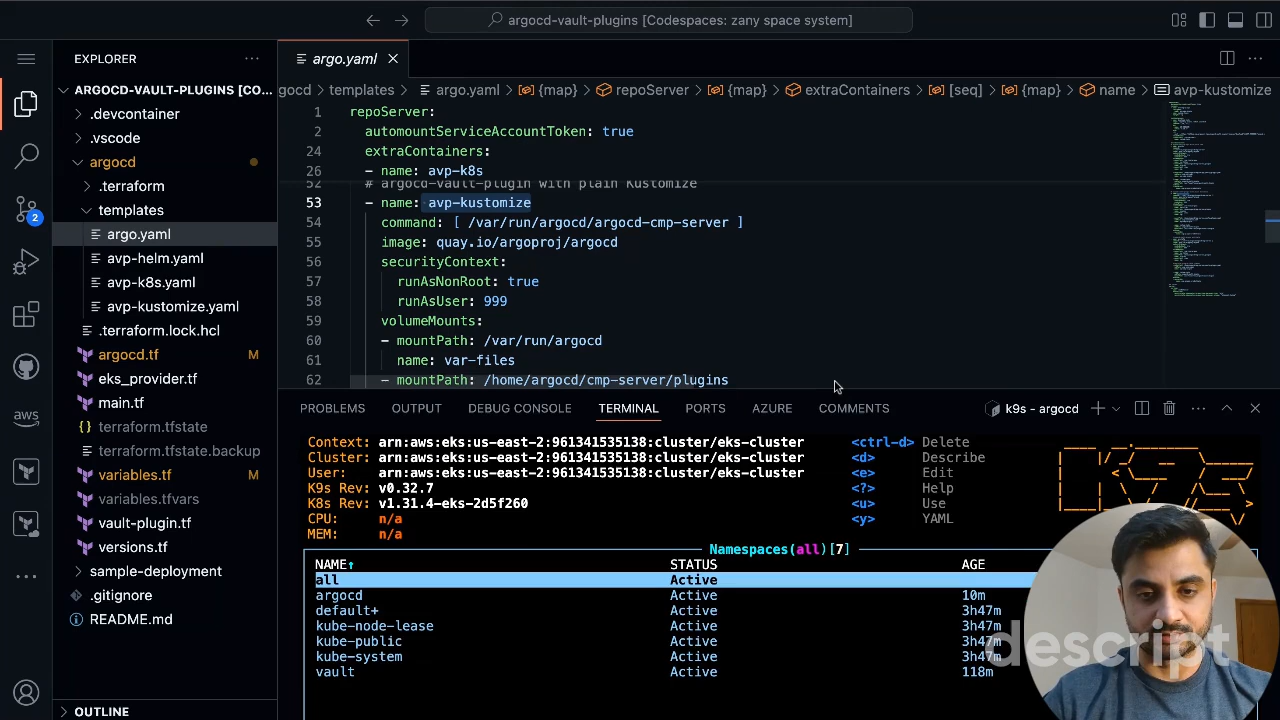 argocd-vault-plugins [Codespaces: zany space system]
EXPLORER
argo.yaml
ARGOCD-VAULT-PLUGINS [CO...
gocd > templates > argo.yaml > {map} > repoServer > {map} > extraContainers > [seq] > {map} > name > avp-kustomize
.devcontainer
.vscode
argocd
.terraform
templates
argo.yaml
avp-helm.yaml
avp-k8s.yaml
avp-kustomize.yaml
.terraform.lock.hcl
argocd.tf M
eks_provider.tf
main.tf
terraform.tfstate
terraform.tfstate.backup
variables.tf M
variables.tfvars
vault-plugin.tf
versions.tf
sample-deployment
.gitignore
README.md
OUTLINE
2
aws
1 repoServer:
2 automountServiceAccountToken: true
24 extraContainers:
26 - name: avp-k8s
52 # argocd-vault-plugin with plain Kustomize
53 - name: avp-kustomize
54 command: [ /var/run/argocd/argocd-cmp-server ]
55 image: quay.io/argoproj/argocd
56 securityContext:
57 runAsNonRoot: true
58 runAsUser: 999
59 volumeMounts:
60 - mountPath: /var/run/argocd
61 name: var-files
62 - mountPath: /home/argocd/cmp-server/plugins
PROBLEMS OUTPUT DEBUG CONSOLE TERMINAL PORTS AZURE COMMENTS k9s - argocd
Context: arn:aws:eks:us-east-2:961341535138:cluster/eks-cluster <ctrl-d> Delete
Cluster: arn:aws:eks:us-east-2:961341535138:cluster/eks-cluster <d> Describe
User: arn:aws:eks:us-east-2:961341535138:cluster/eks-cluster <e> Edit
K9s Rev: v0.32.7 <?> Help
K8s Rev: v1.31.4-eks-2d5f260 <u> Use
CPU: n/a <y> YAML
MEM: n/a
Namespaces(all)[7]
NAME↑ STATUS AGE
all Active
argocd Active 10m
default+ Active 3h47m
kube-node-lease Active 3h47m
kube-public Active 3h47m
kube-system Active 3h47m
vault Active 118m
descript